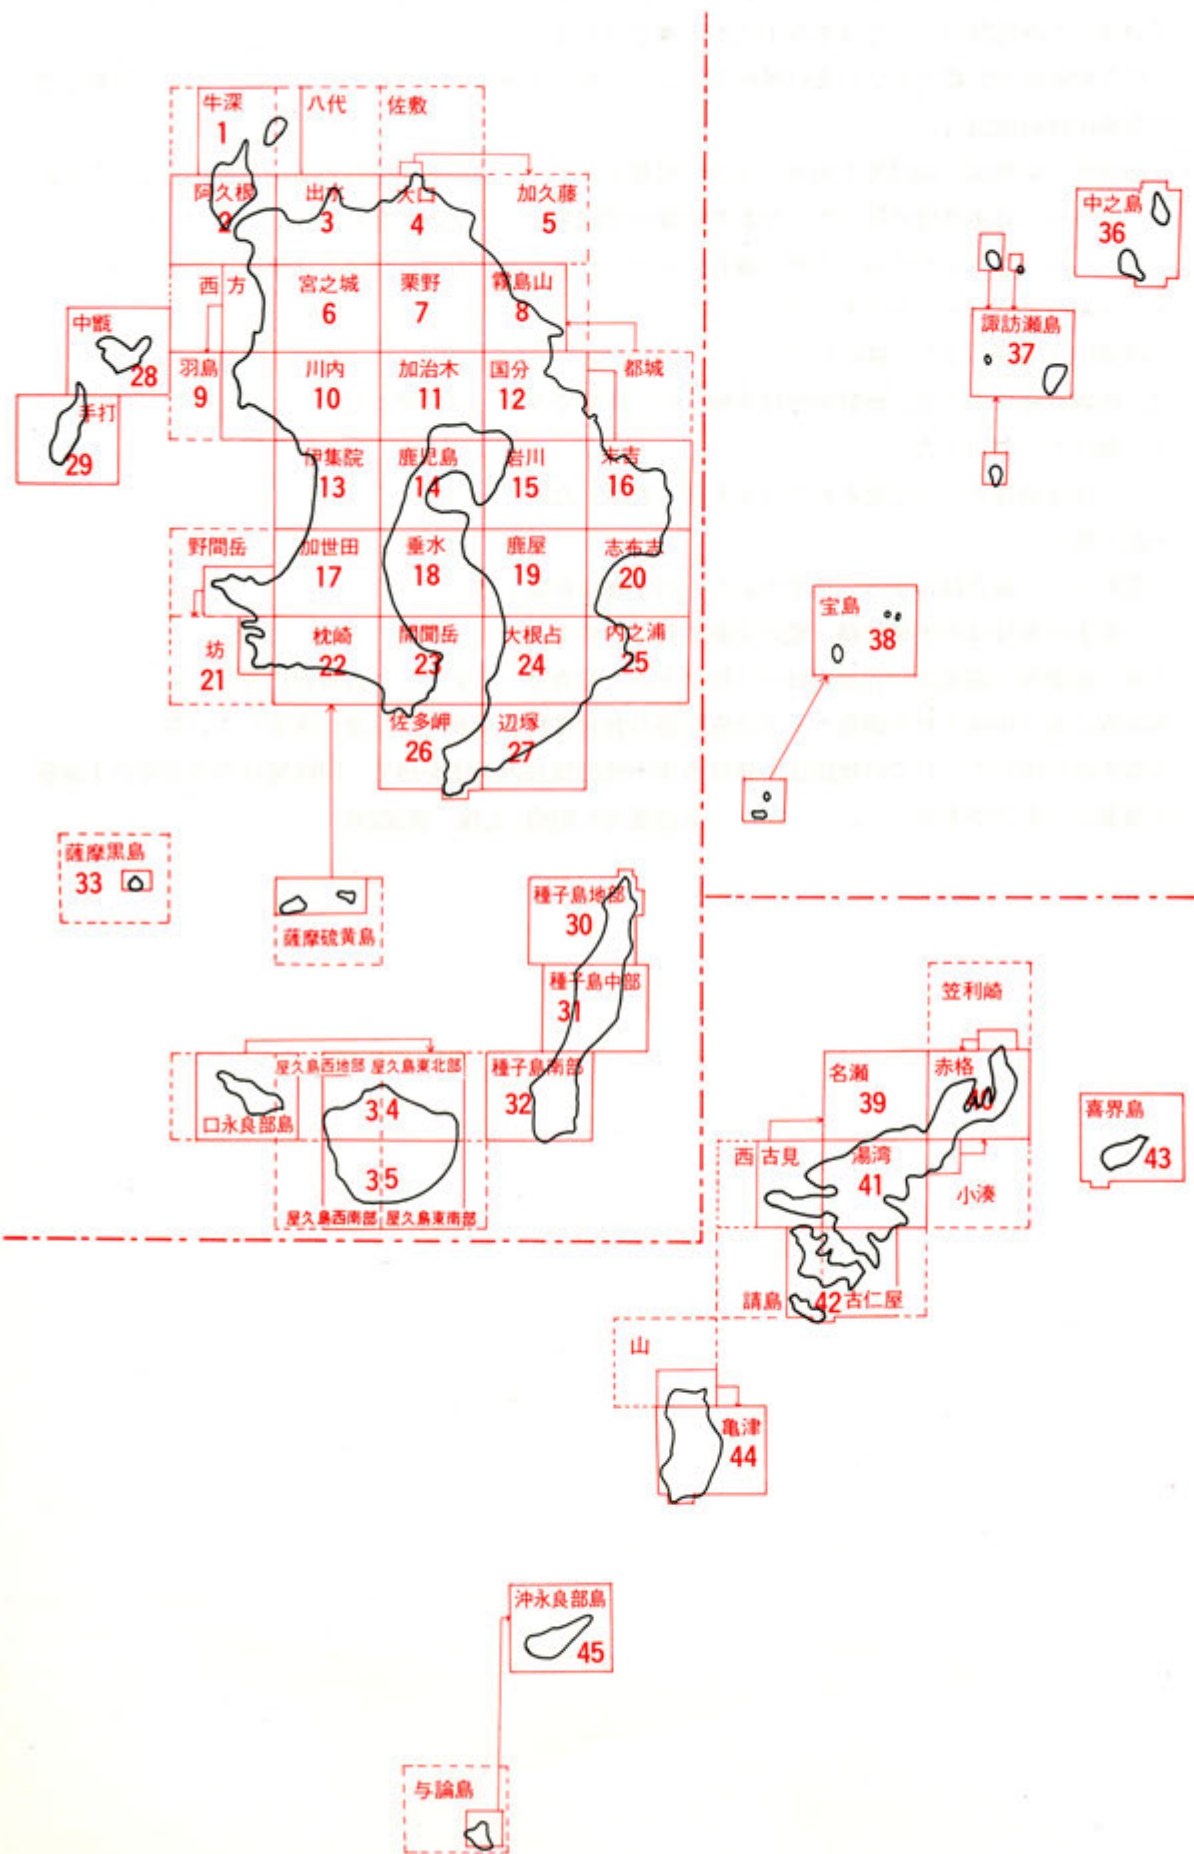 牛深
八代
佐敷
1
阿久根
出水
大口
加久藤
2
3
4
5
西方
宮之城
栗野
霧島山
6
7
8
中甑
28
羽島
川内
加治木
国分
都城
9
10
11
12
手打
29
伊集院
鹿児島
岩川
末吉
13
14
15
16
野間岳
加世田
垂水
鹿屋
志布志
17
18
19
20
坊
枕崎
開聞岳
大根占
内之浦
21
22
23
24
25
佐多岬
辺塚
26
27
中之島
36
諏訪瀬島
37
宝島
38
薩摩黒島
33
薩摩硫黄島
種子島地部
30
種子島中部
31
種子島南部
32
屋久島西地部
屋久島東北部
34
口永良部島
35
屋久島西南部
屋久島東南部
笠利崎
名瀬
赤格
39
40
喜界島
43
西古見
湯湾
41
小湊
請島
42
古仁屋
山
亀津
44
沖永良部島
45
与論島